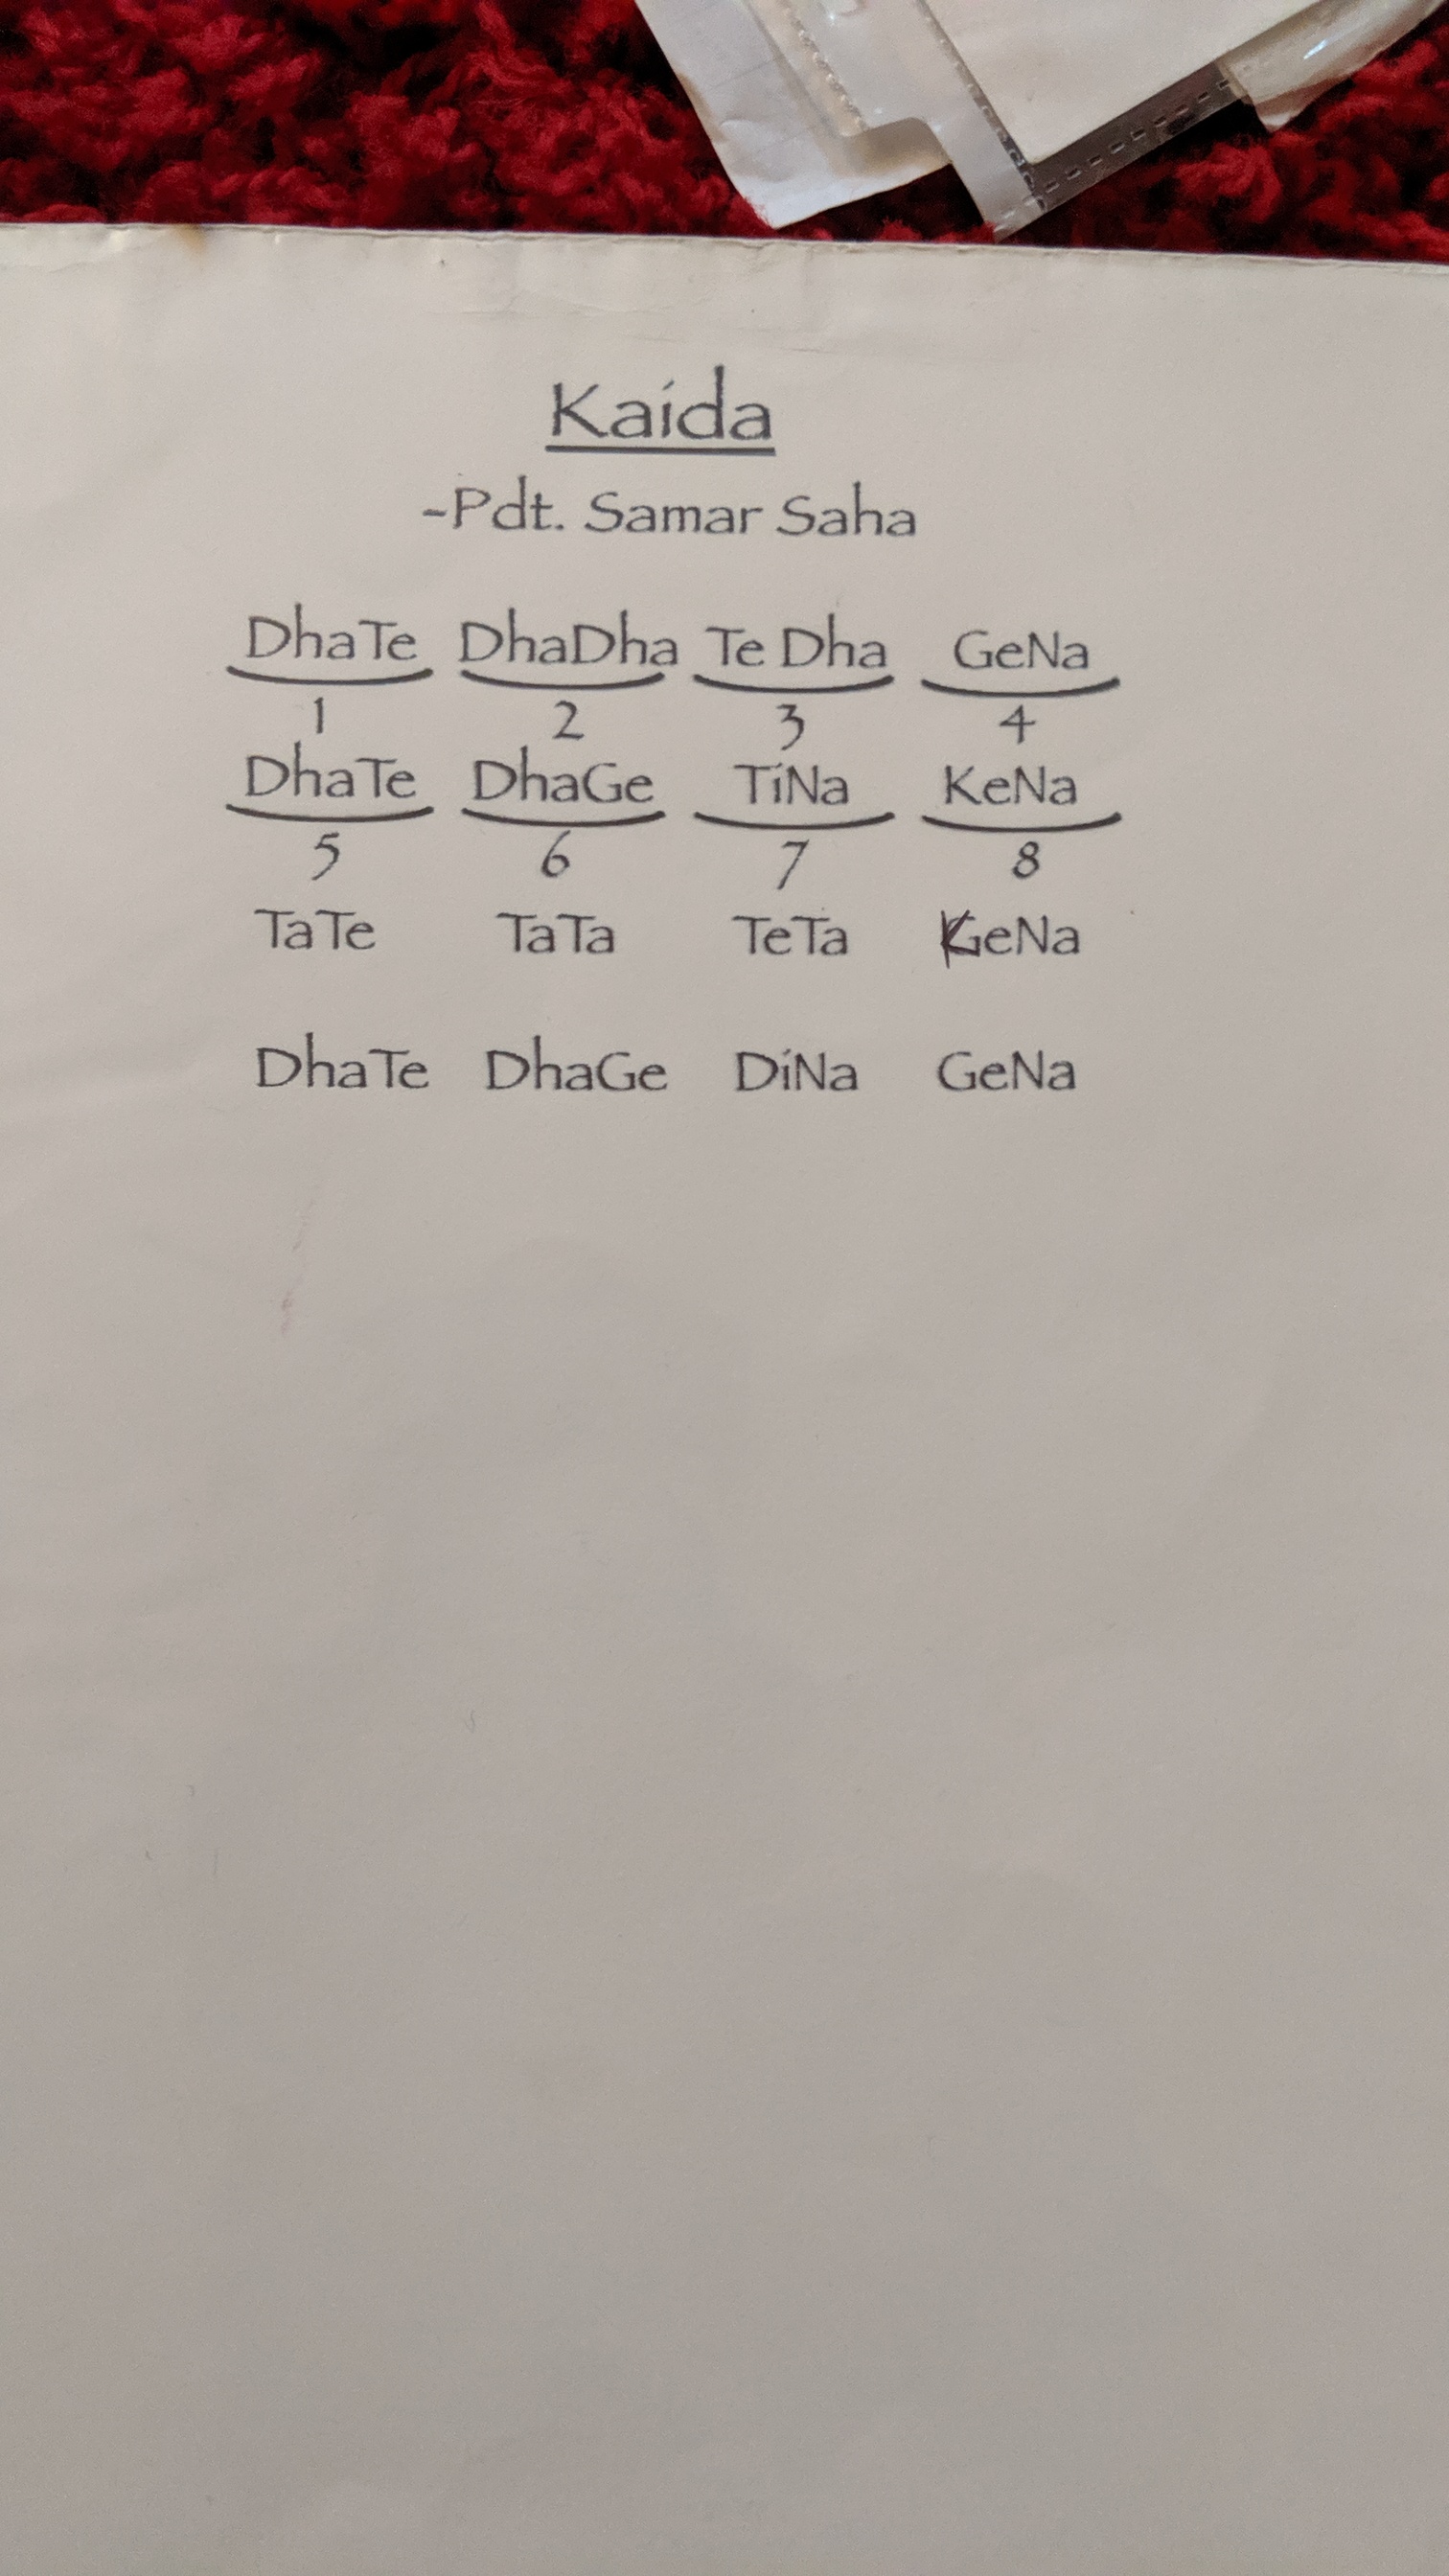 Kaida
-Pdt. Samar Saha
DhaTe DhaDha Te Dha GeNa
1 2 3 4
DhaTe DhaGe TiNa KeNa
5 6 7 8
TaTe TaTa TeTa KeNa
DhaTe DhaGe DiNa GeNa